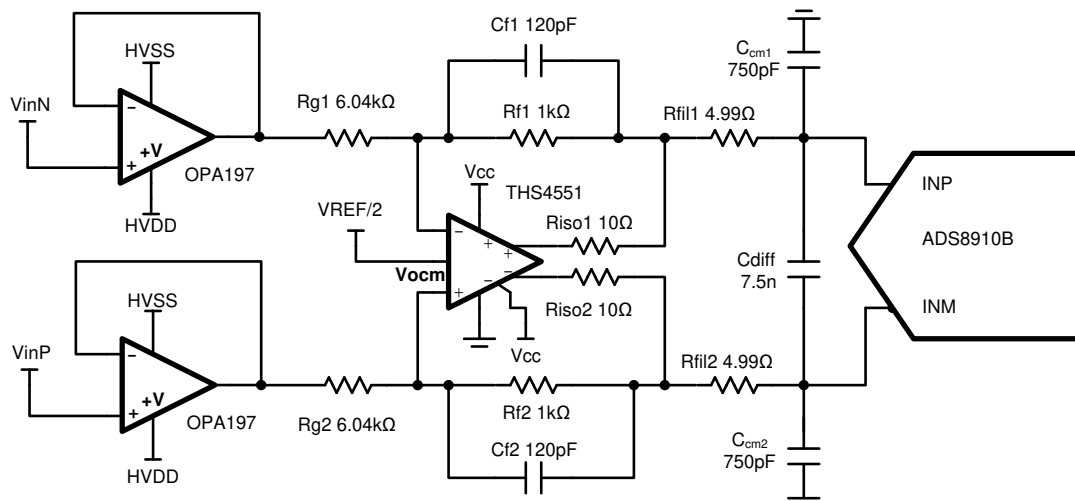 Cf1 120pF
Ccm1
750pF
HVSS
VinN
Rg1 6.04kΩ
Rf1 1kΩ
Rfil1 4.99Ω
−
+V
+
OPA197
Vcc
THS4551
INP
HVDD
VREF/2
−
+
+
Riso1 10Ω
ADS8910B
Vocm
−
−
+
Cdiff
7.5n
HVSS
Riso2 10Ω
INM
VinP
Vcc
−
+V
+
OPA197
Rg2 6.04kΩ
Rf2 1kΩ
Rfil2 4.99Ω
HVDD
Cf2 120pF
Ccm2
750pF